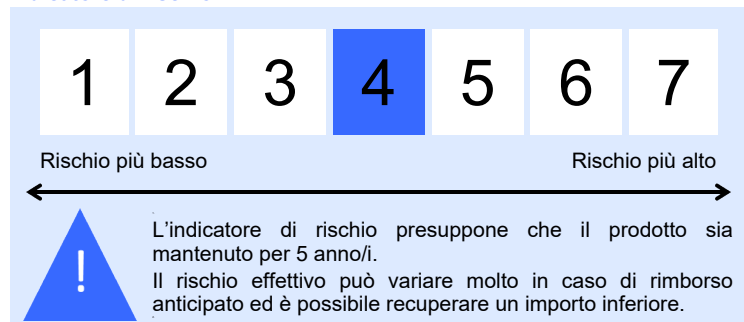 1 2 3 4 5 6 7
Rischio più basso Rischio più alto
!
L'indicatore di rischio presuppone che il prodotto sia
mantenuto per 5 anno/i.
Il rischio effettivo può variare molto in caso di rimborso
anticipato ed è possibile recuperare un importo inferiore.